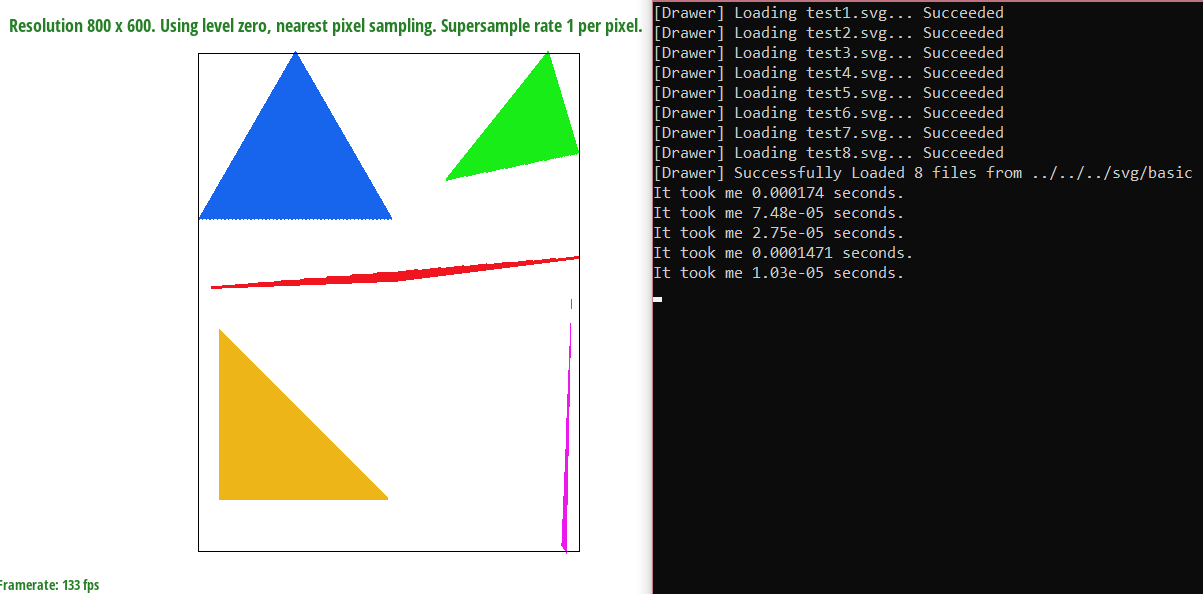 Resolution 800 x 600. Using level zero, nearest pixel sampling. Supersample rate 1 per pixel.
[Drawer] Loading test1.svg... Succeeded
[Drawer] Loading test2.svg... Succeeded
[Drawer] Loading test3.svg... Succeeded
[Drawer] Loading test4.svg... Succeeded
[Drawer] Loading test5.svg... Succeeded
[Drawer] Loading test6.svg... Succeeded
[Drawer] Loading test7.svg... Succeeded
[Drawer] Loading test8.svg... Succeeded
[Drawer] Successfully Loaded 8 files from ../../../svg/basic
It took me 0.000174 seconds.
It took me 7.48e-05 seconds.
It took me 2.75e-05 seconds.
It took me 0.0001471 seconds.
It took me 1.03e-05 seconds.
Framerate: 133 fps